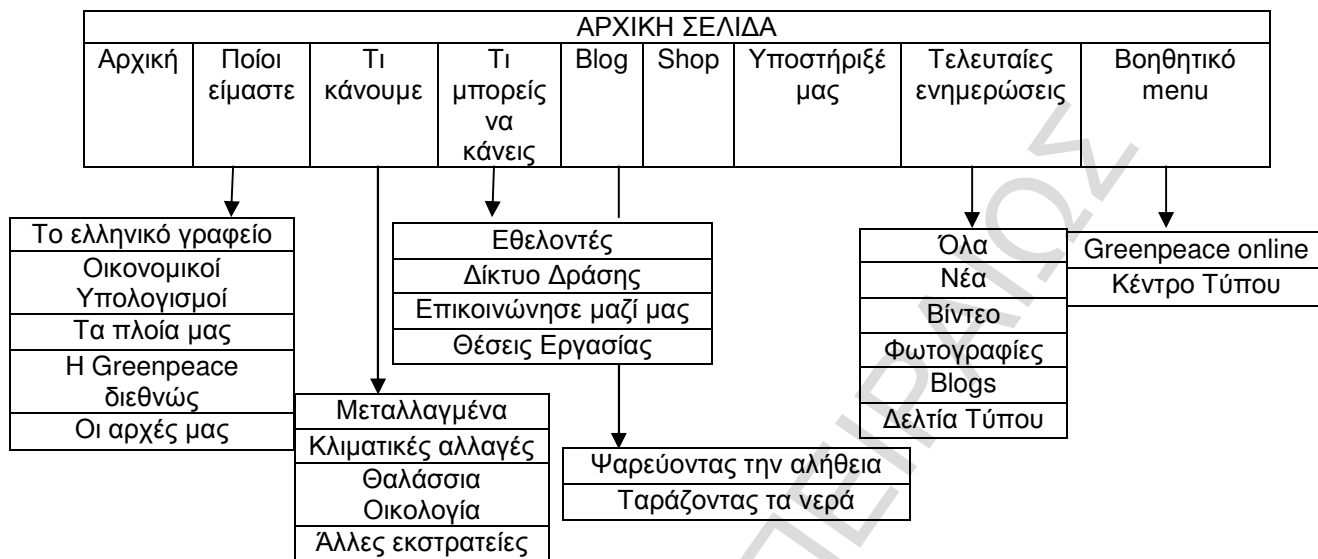 ΑΡΧΙΚΗ ΣΕΛΙΔΑ
Αρχική
Ποίοι
είμαστε
Τι
κάνουμε
Τι
μπορείς
να
κάνεις
Blog
Shop
Υποστήριξέ
μας
Τελευταίες
ενημερώσεις
Βοηθητικό
menu
Το ελληνικό γραφείο
Οικονομικοί
Υπολογισμοί
Τα πλοία μας
Η Greenpeace
διεθνώς
Οι αρχές μας
Μεταλλαγμένα
Κλιματικές αλλαγές
Θαλάσσια
Οικολογία
Άλλες εκστρατείες
Εθελοντές
Δίκτυο Δράσης
Επικοινώνησε μαζί μας
Θέσεις Εργασίας
Ψαρεύοντας την αλήθεια
Ταράζοντας τα νερά
Όλα
Νέα
Βίντεο
Φωτογραφίες
Blogs
Δελτία Τύπου
Greenpeace online
Κέντρο Τύπου
ΠΕΙΡΑΙΩΣ